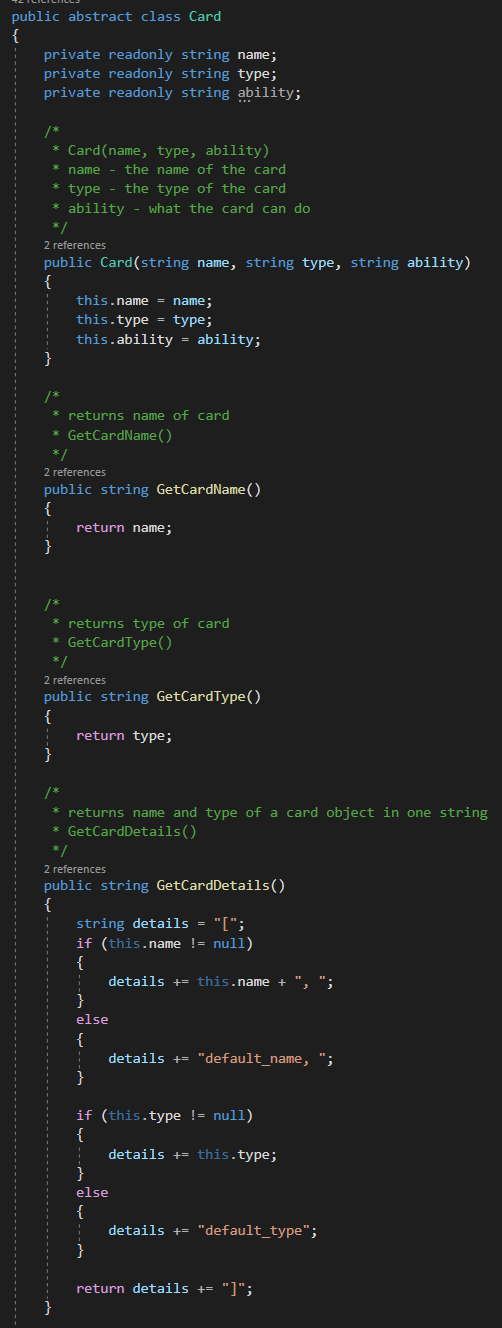 42 references
public abstract class Card
{
    private readonly string name;
    private readonly string type;
    private readonly string ability;

    /*
     * Card(name, type, ability)
     * name - the name of the card
     * type - the type of the card
     * ability - what the card can do
     */
    2 references
    public Card(string name, string type, string ability)
    {
        this.name = name;
        this.type = type;
        this.ability = ability;
    }

    /*
     * returns name of card
     * GetCardName()
     */
    2 references
    public string GetCardName()
    {
        return name;
    }


    /*
     * returns type of card
     * GetCardType()
     */
    2 references
    public string GetCardType()
    {
        return type;
    }

    /*
     * returns name and type of a card object in one string
     * GetCardDetails()
     */
    2 references
    public string GetCardDetails()
    {
        string details = "[";
        if (this.name != null)
        {
            details += this.name + ", ";
        }
        else
        {
            details += "default_name, ";
        }

        if (this.type != null)
        {
            details += this.type;
        }
        else
        {
            details += "default_type";
        }

        return details += "]";
    }